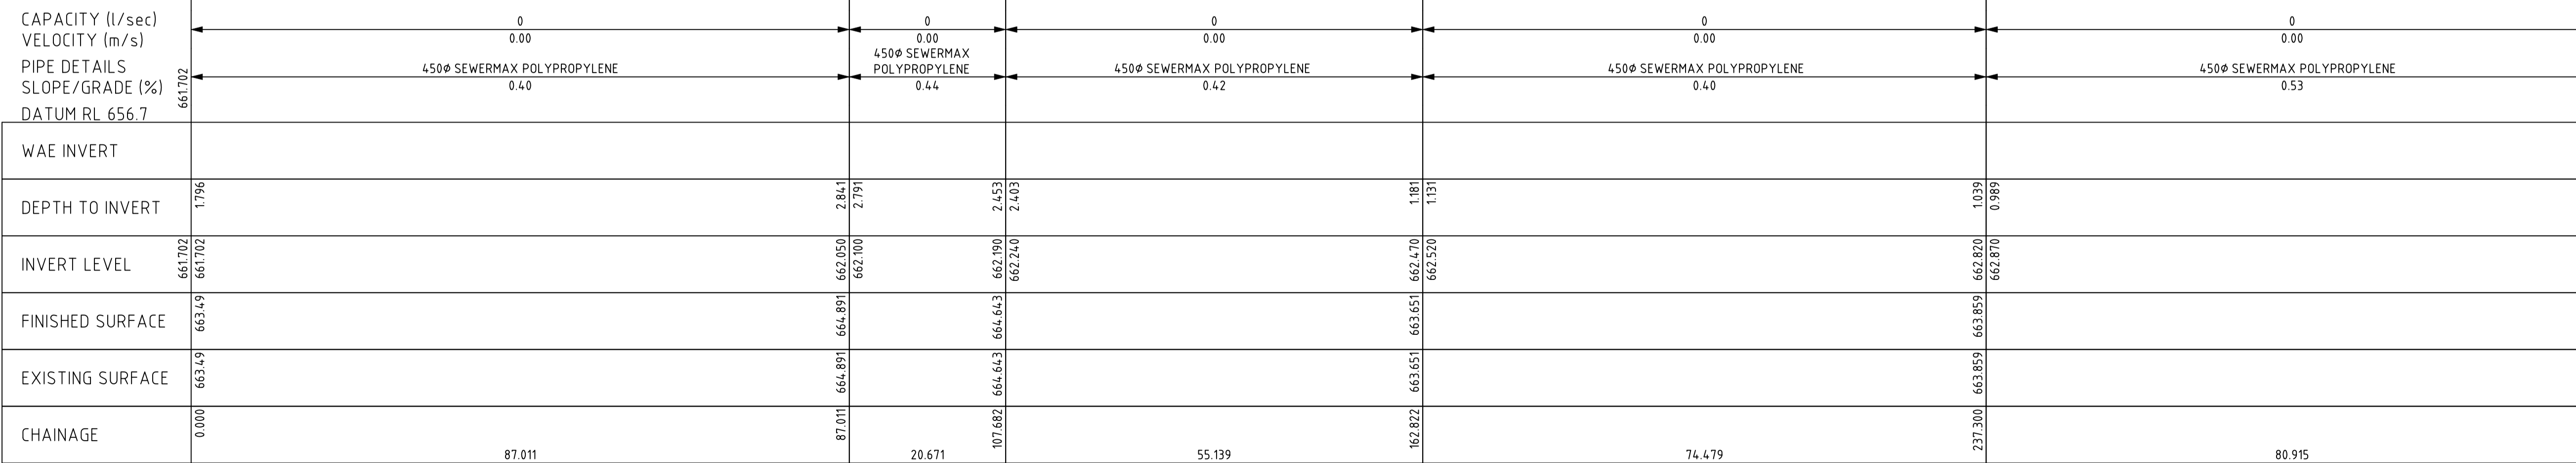 CAPACITY (l/sec) 0 0 0 0 0
VELOCITY (m/s) 0.00 0.00 0.00 0.00 0.00
PIPE DETAILS 450Ø SEWERMAX POLYPROPYLENE 450Ø SEWERMAX POLYPROPYLENE 450Ø SEWERMAX POLYPROPYLENE 450Ø SEWERMAX POLYPROPYLENE 450Ø SEWERMAX POLYPROPYLENE
SLOPE/GRADE (%) 661.702 0.40 0.44 0.42 0.40 0.53
DATUM RL 656.7
WAE INVERT
DEPTH TO INVERT 1.796 2.841 2.791 2.453 2.403 1.181 1.131 1.039 0.989
INVERT LEVEL 661.702 661.702 662.050 662.100 662.190 662.240 662.470 662.520 662.820 662.870
FINISHED SURFACE 663.49 664.891 664.643 663.651 663.859
EXISTING SURFACE 663.49 664.891 664.643 663.651 663.859
CHAINAGE 0.000 87.011 107.682 162.822 237.300
87.011 20.671 55.139 74.479 80.915